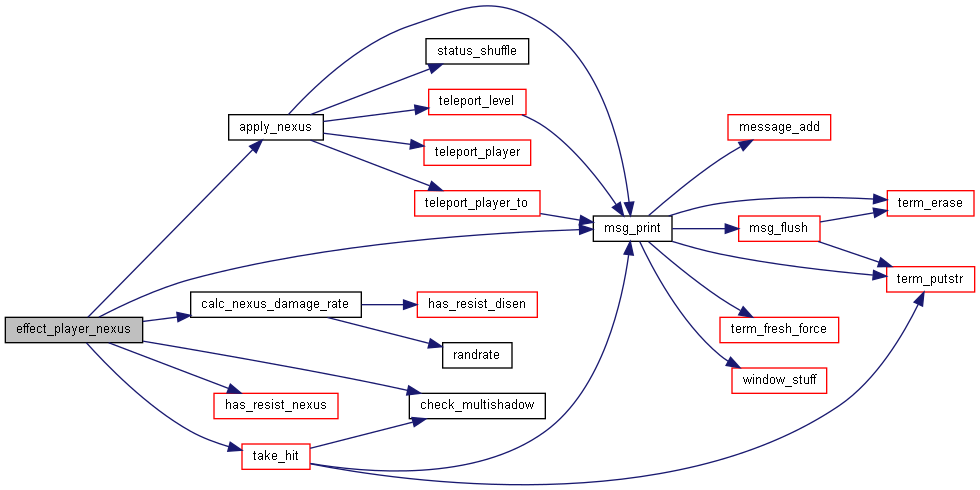 status_shuffle
teleport_level
message_add
apply_nexus
teleport_player
teleport_player_to
term_erase
msg_print
msg_flush
term_putstr
calc_nexus_damage_rate
has_resist_disen
effect_player_nexus
term_fresh_force
randrate
window_stuff
has_resist_nexus
check_multishadow
take_hit